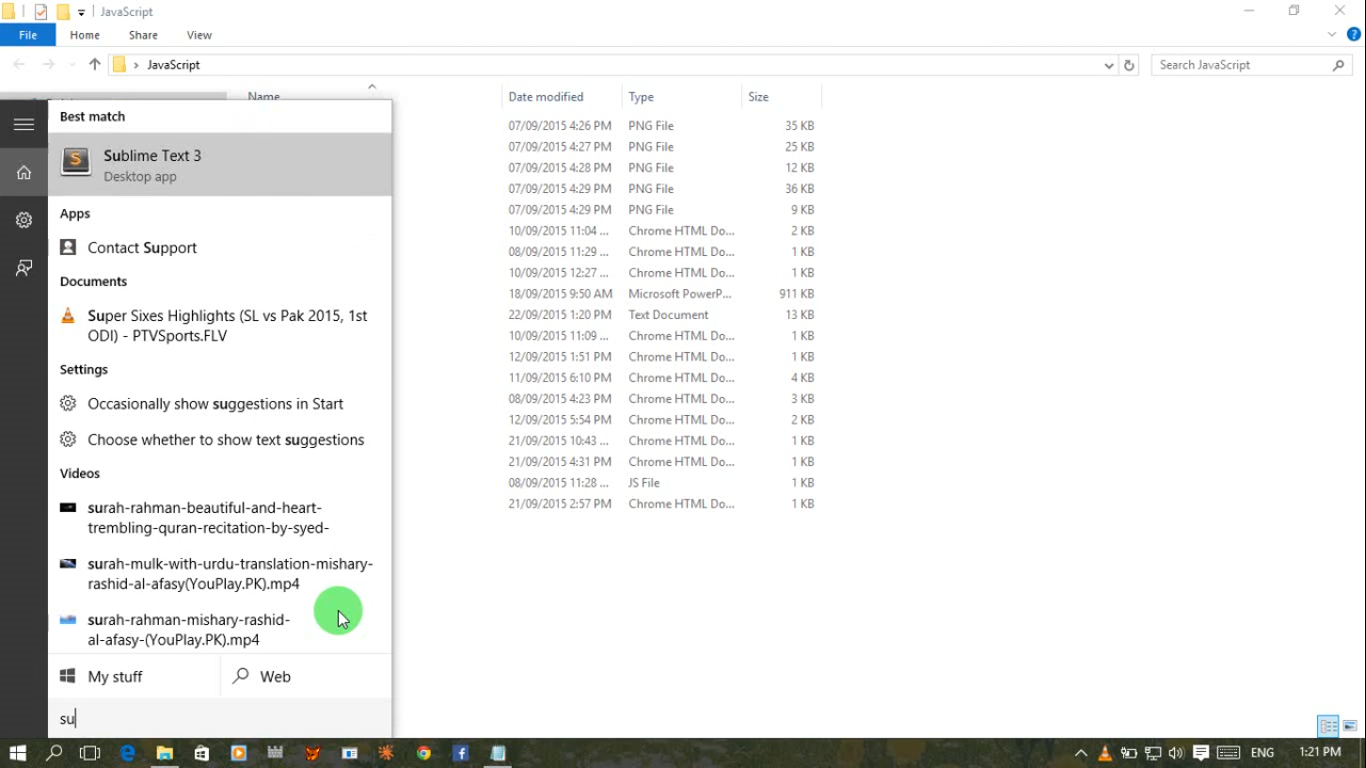 JavaScript
File
Home
Share
View
JavaScript
Search JavaScript
Name
Date modified
Type
Size
07/09/2015 4:26 PM PNG File 35 KB
07/09/2015 4:27 PM PNG File 25 KB
07/09/2015 4:28 PM PNG File 12 KB
07/09/2015 4:29 PM PNG File 36 KB
07/09/2015 4:29 PM PNG File 9 KB
10/09/2015 11:04 ... Chrome HTML Do... 2 KB
08/09/2015 11:29 ... Chrome HTML Do... 1 KB
10/09/2015 12:27 ... Chrome HTML Do... 1 KB
18/09/2015 9:50 AM Microsoft PowerP... 911 KB
22/09/2015 1:20 PM Text Document 13 KB
10/09/2015 11:09 ... Chrome HTML Do... 1 KB
12/09/2015 1:51 PM Chrome HTML Do... 1 KB
11/09/2015 6:10 PM Chrome HTML Do... 4 KB
08/09/2015 4:23 PM Chrome HTML Do... 3 KB
12/09/2015 5:54 PM Chrome HTML Do... 2 KB
21/09/2015 10:43 ... Chrome HTML Do... 1 KB
21/09/2015 4:31 PM Chrome HTML Do... 1 KB
08/09/2015 11:28 ... JS File 1 KB
21/09/2015 2:57 PM Chrome HTML Do... 1 KB
Best match
Sublime Text 3
Desktop app
Apps
Contact Support
Documents
Super Sixes Highlights (SL vs Pak 2015, 1st
ODI) - PTVSports.FLV
Settings
Occasionally show suggestions in Start
Choose whether to show text suggestions
Videos
surah-rahman-beautiful-and-heart-
trembling-quran-recitation-by-syed-
surah-mulk-with-urdu-translation-mishary-
rashid-al-afasy(YouPlay.PK).mp4
surah-rahman-mishary-rashid-
al-afasy-(YouPlay.PK).mp4
My stuff
Web
su
ENG
1:21 PM